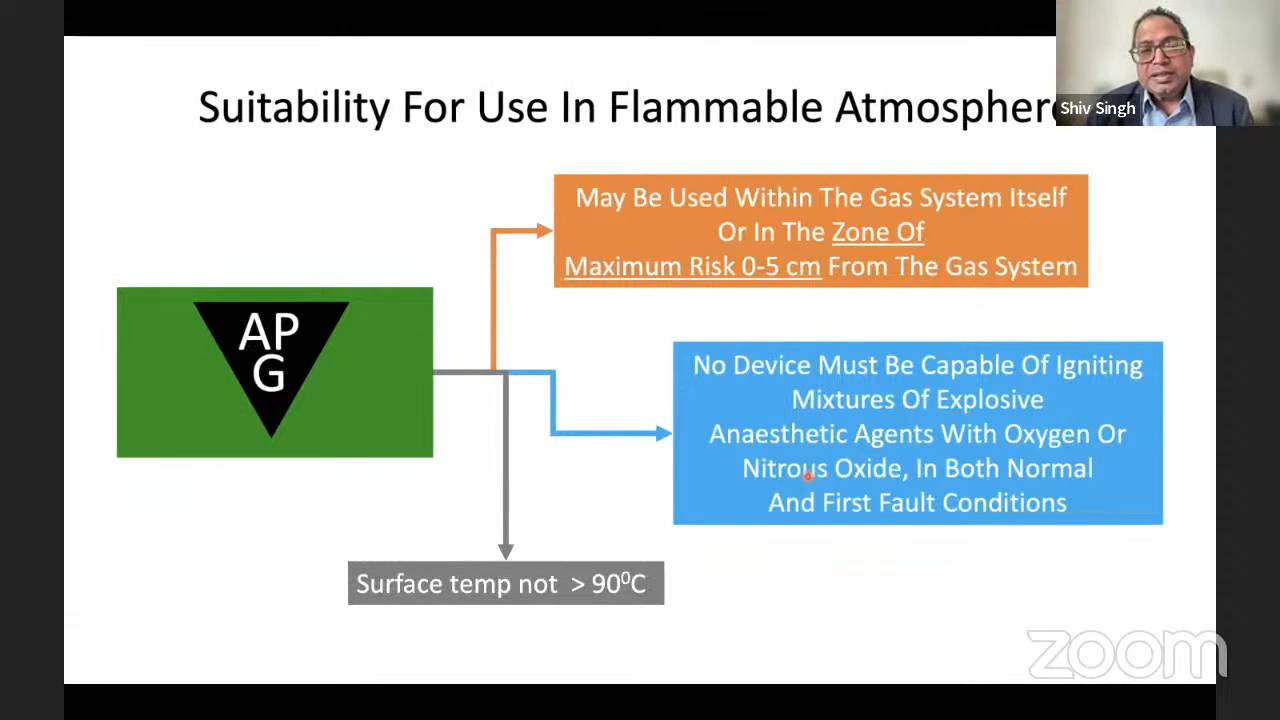 Suitability For Use In Flammable Atmosphere
Shiv Singh
May Be Used Within The Gas System Itself
Or In The Zone Of
Maximum Risk 0-5 cm From The Gas System
AP
G
No Device Must Be Capable Of Igniting
Mixtures Of Explosive
Anaesthetic Agents With Oxygen Or
Nitrous Oxide, In Both Normal
And First Fault Conditions
Surface temp not > 90⁰C
zoom